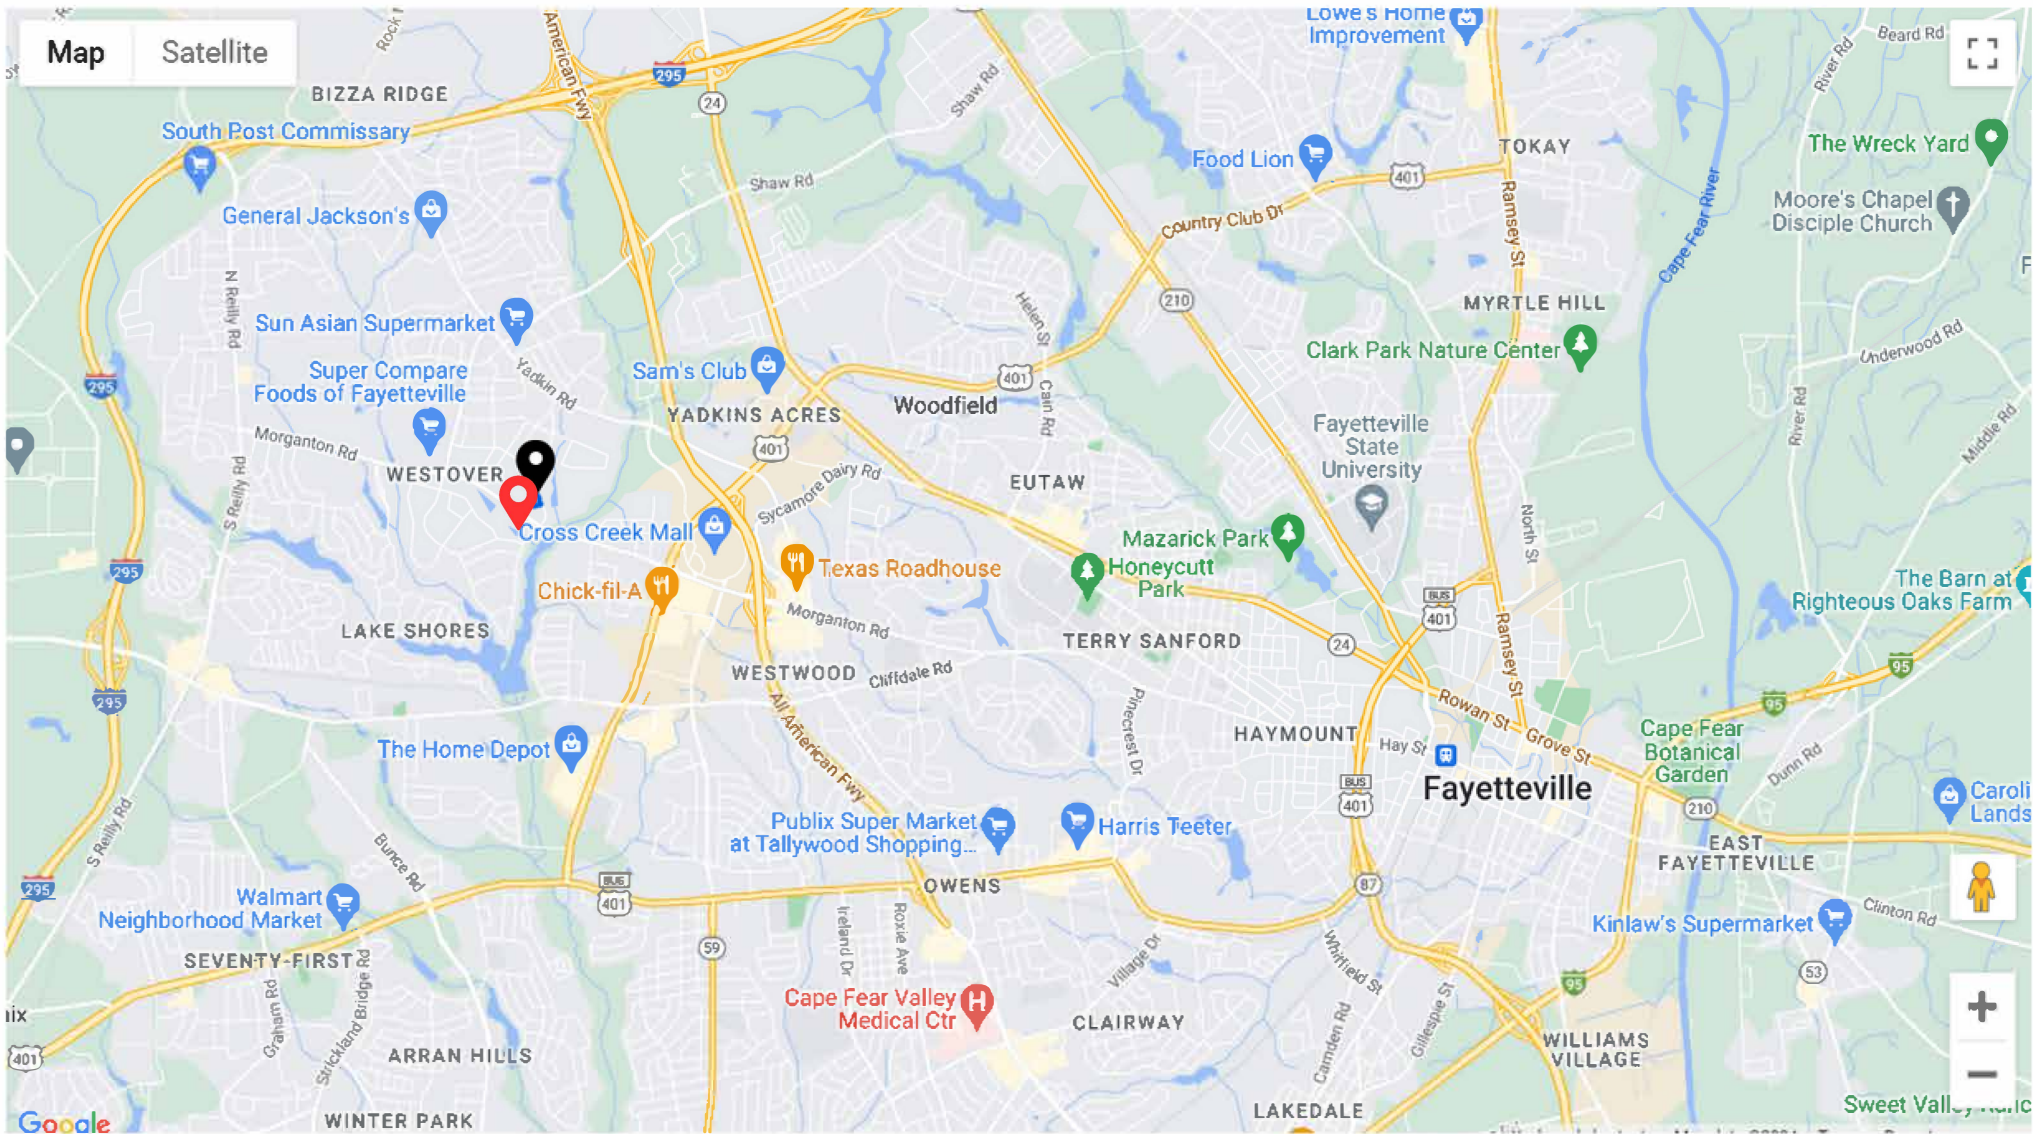 Map
Satellite
BIZZA RIDGE
American Fwy
295
24
Shaw Rd
Lowe's Home
Improvement
Beard Rd
River Rd
South Post Commissary
General Jackson's
Shaw Rd
Food Lion
401
TOKAY
The Wreck Yard
Moore's Chapel
Disciple Church
Country Club Dr
Ramsey St
Cape Fear River
N Reilly Rd
Sun Asian Supermarket
Helen St
210
MYRTLE HILL
Underwood Rd
Clark Park Nature Center
Super Compare
Foods of Fayetteville
Yadkin Rd
Sam's Club
401
295
YADKINS ACRES
Woodfield
Cain Rd
River Rd
Middle Rd
Morganton Rd
401
Fayetteville
State
University
WESTOVER
S Reilly Rd
Sycamore Dairy Rd
EUTAW
Cross Creek Mall
North St
Mazarick Park
295
Texas Roadhouse
Honeycutt
Park
Chick-fil-A
The Barn at
Righteous Oaks Farm
BUS
401
Morganton Rd
LAKE SHORES
TERRY SANFORD
24
Ramsey St
95
WESTWOOD
Cliffdale Rd
295
All American Fwy
Pinecrest Dr
Rowan St
95
HAYMOUNT
Hay St
Grove St
Cape Fear
Botanical
Garden
Dunn Rd
The Home Depot
Fayetteville
BUS
401
210
Caroli
Lands
S Reilly Rd
Publix Super Market
at Tallywood Shopping...
Harris Teeter
Bunce Rd
EAST
FAYETTEVILLE
295
BUS
401
OWENS
87
Walmart
Neighborhood Market
Kinlaw's Supermarket
Clinton Rd
59
Ireland Dr
Roxie Ave
Village Dr
Whitfield St
SEVENTY-FIRST
53
95
Graham Rd
Strickland Bridge Rd
Cape Fear Valley
Medical Ctr
CLAIRWAY
Camden Rd
Gillespie St
WILLIAMS
VILLAGE
401
ARRAN HILLS
WINTER PARK
LAKEDALE
Google